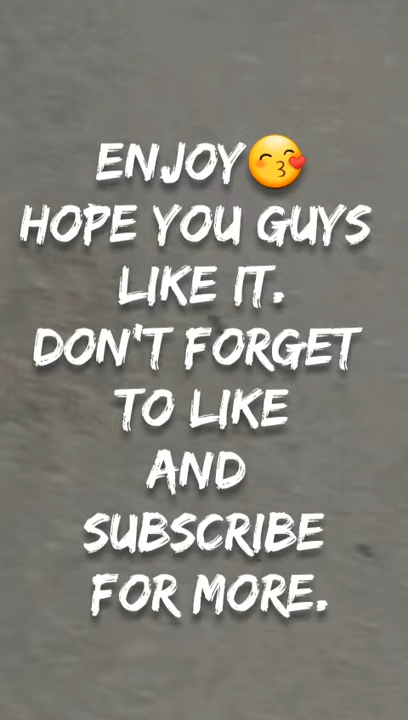 ENJOY😘
HOPE YOU GUYS
LIKE IT.
DON'T FORGET
TO LIKE
AND
SUBSCRIBE
FOR MORE.